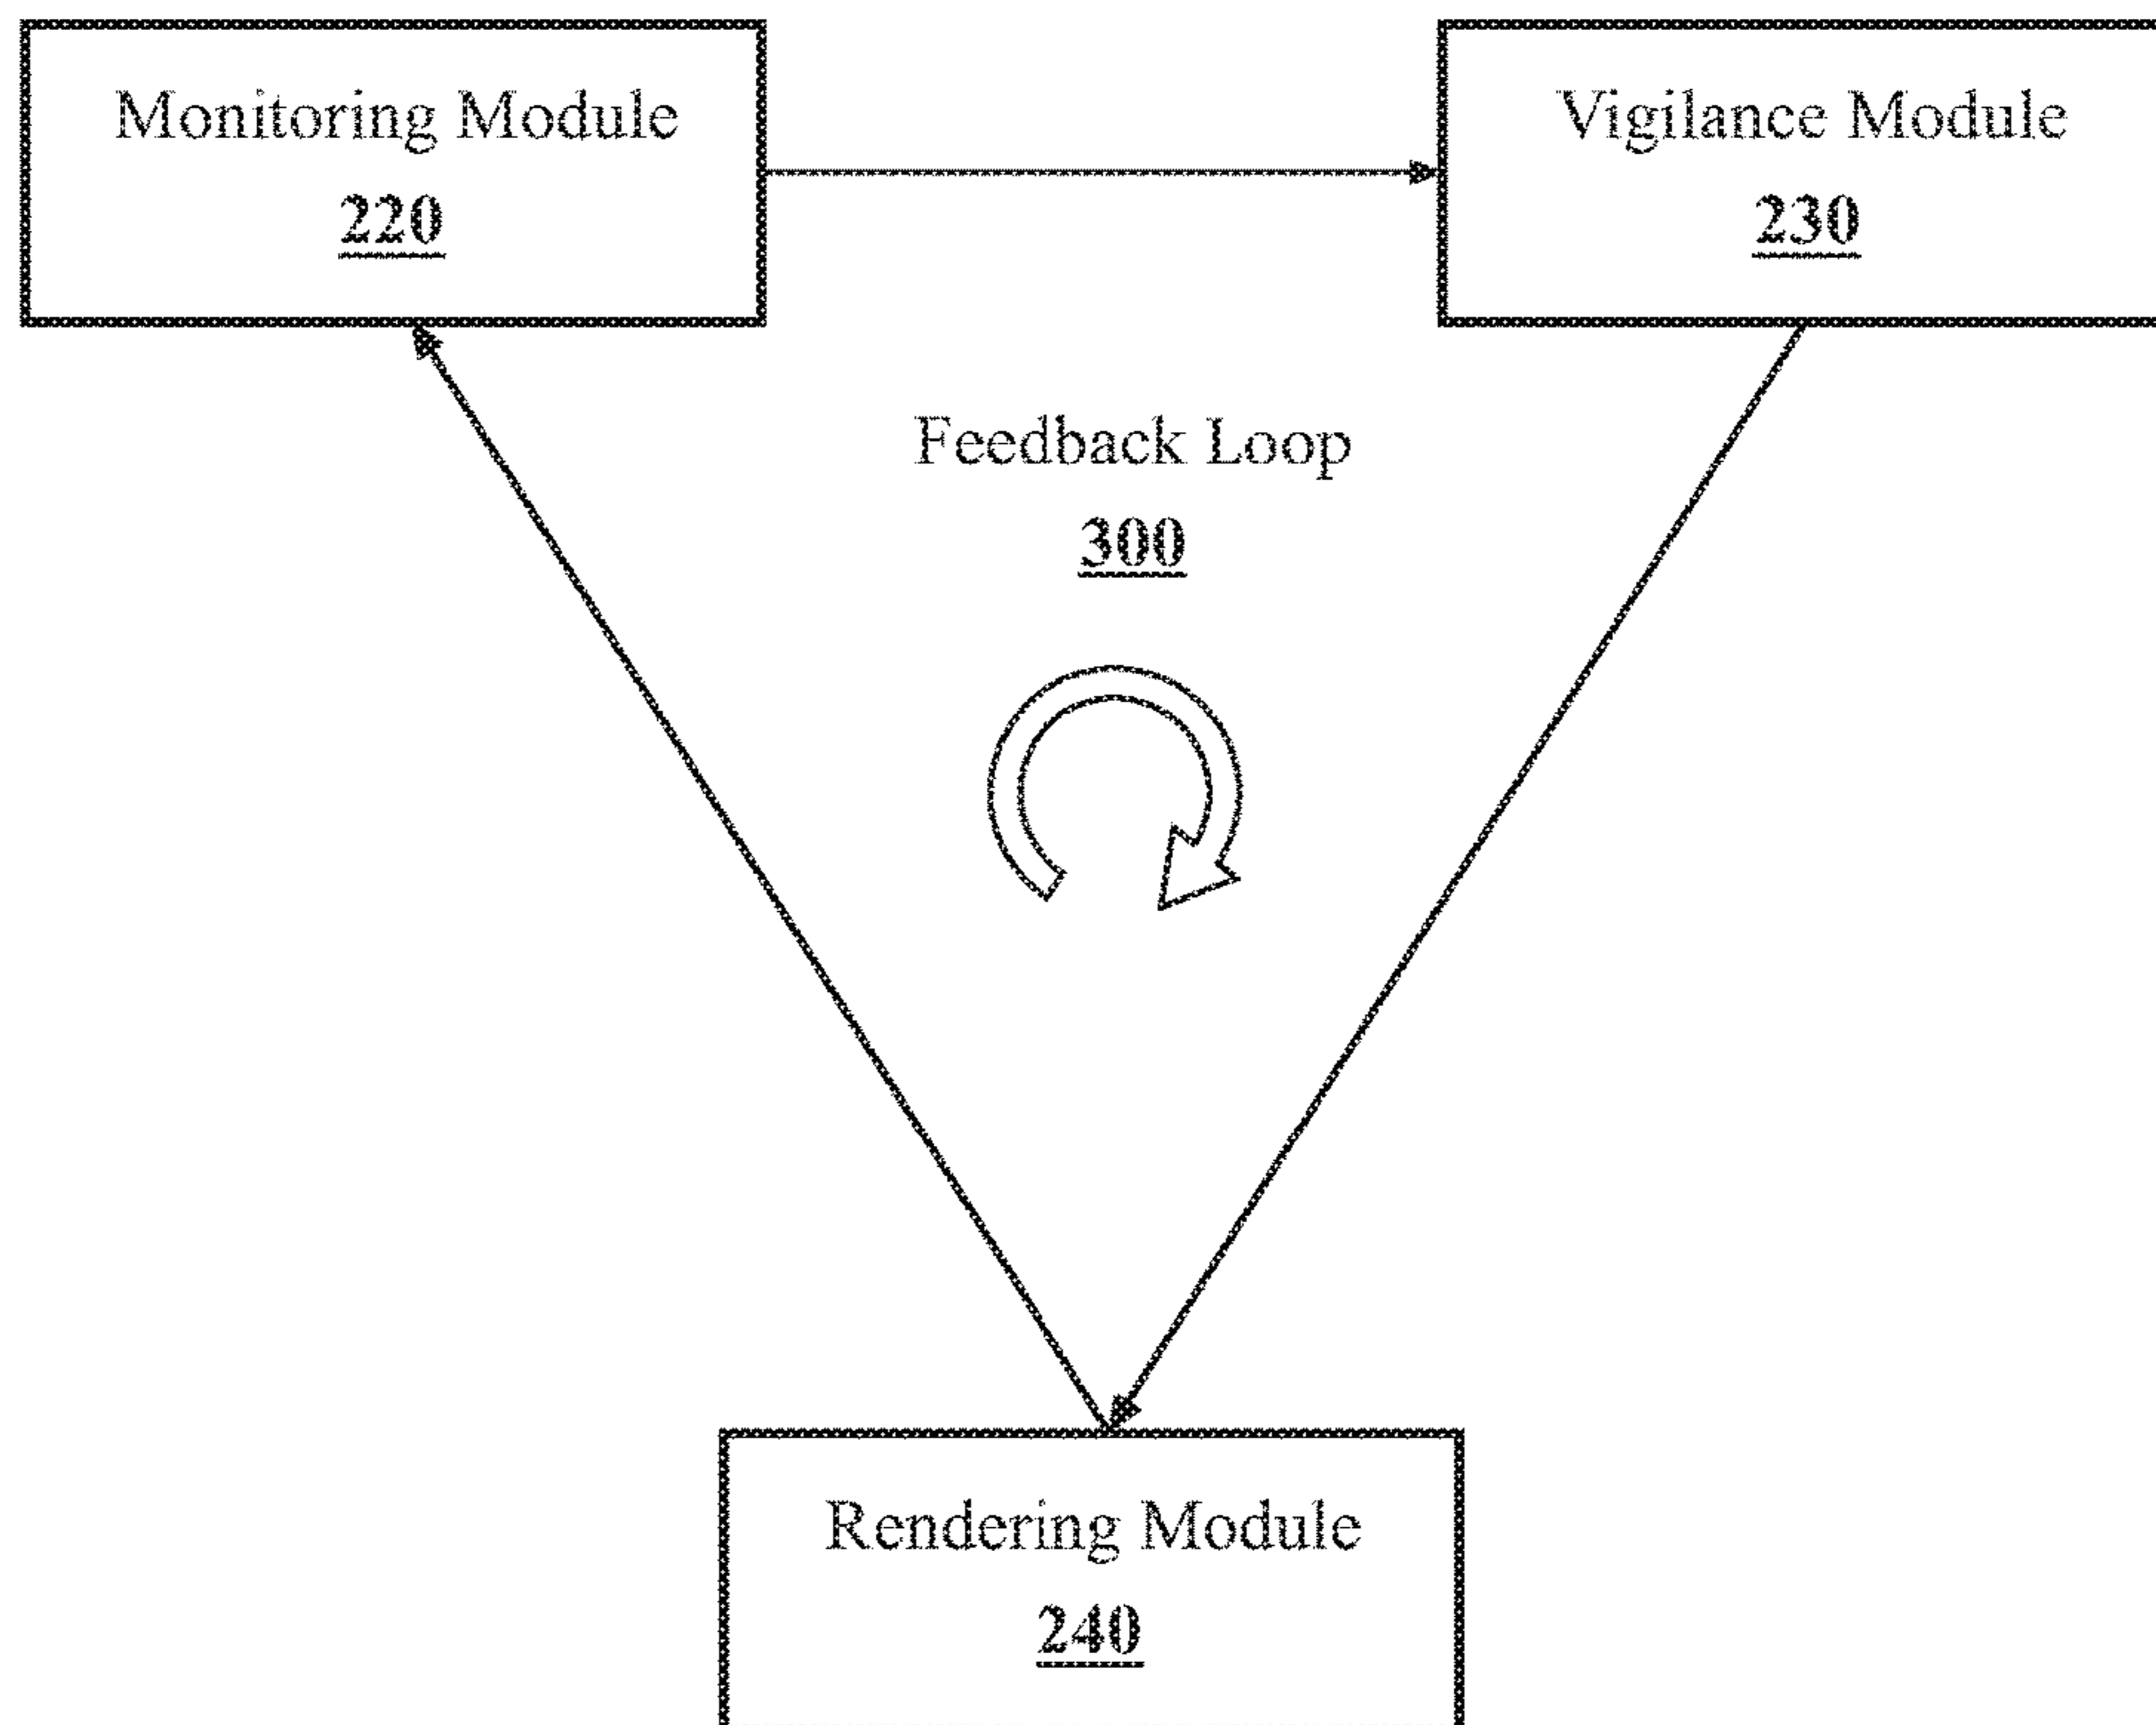 Monitoring Module
220
Vigilance Module
230
Feedback Loop
300
Rendering Module
240